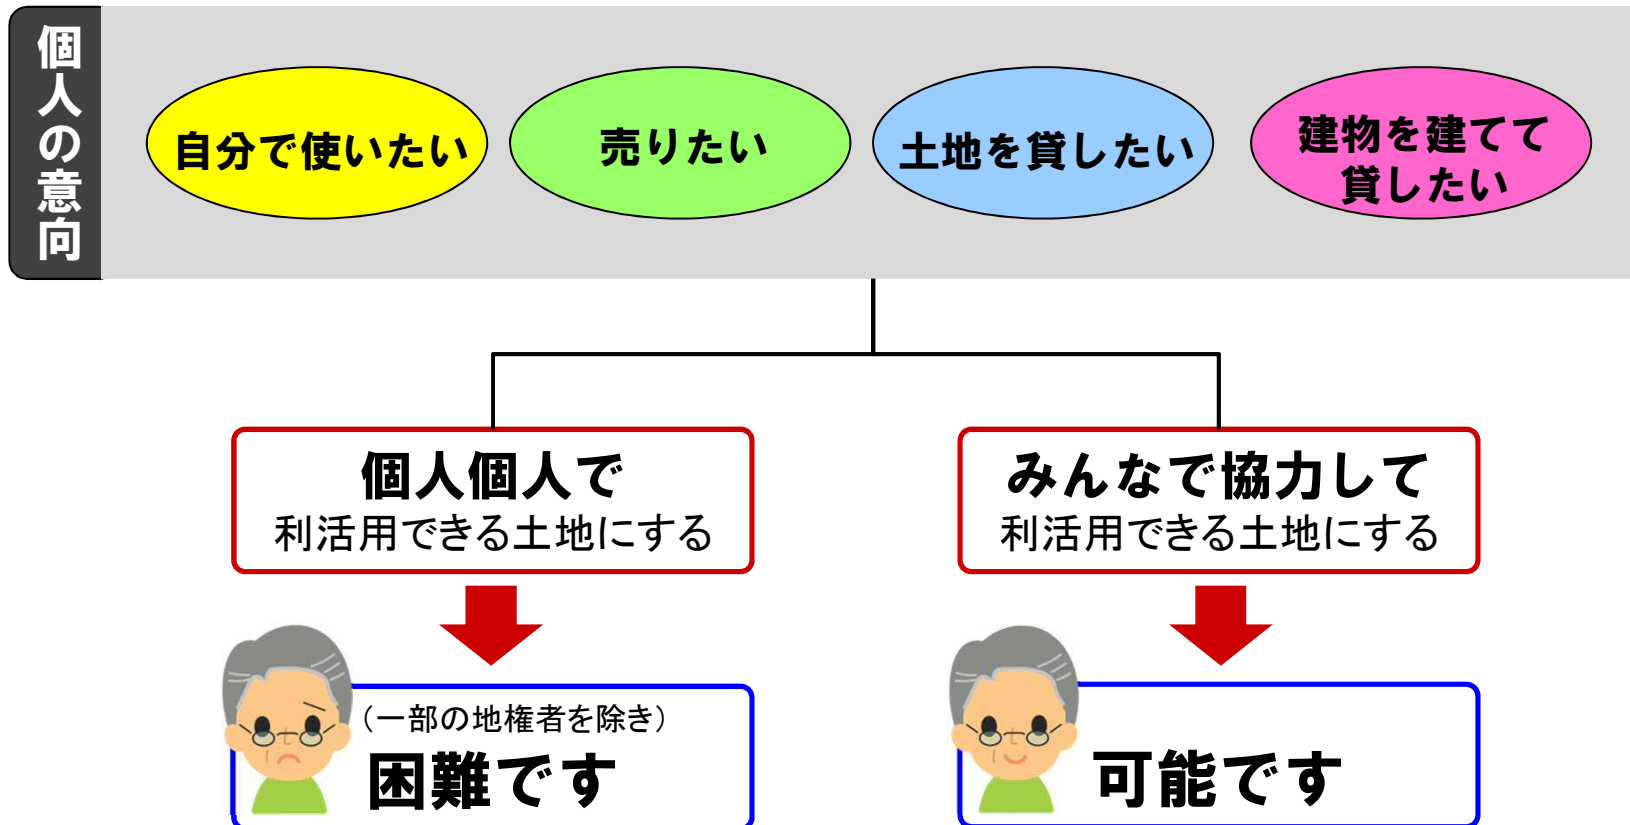 個人の意向
自分で使いたい
売りたい
土地を貸したい
建物を建てて
貸したい
個人個人で
利活用できる土地にする
みんなで協力して
利活用できる土地にする
（一部の地権者を除き）
困難です
可能です